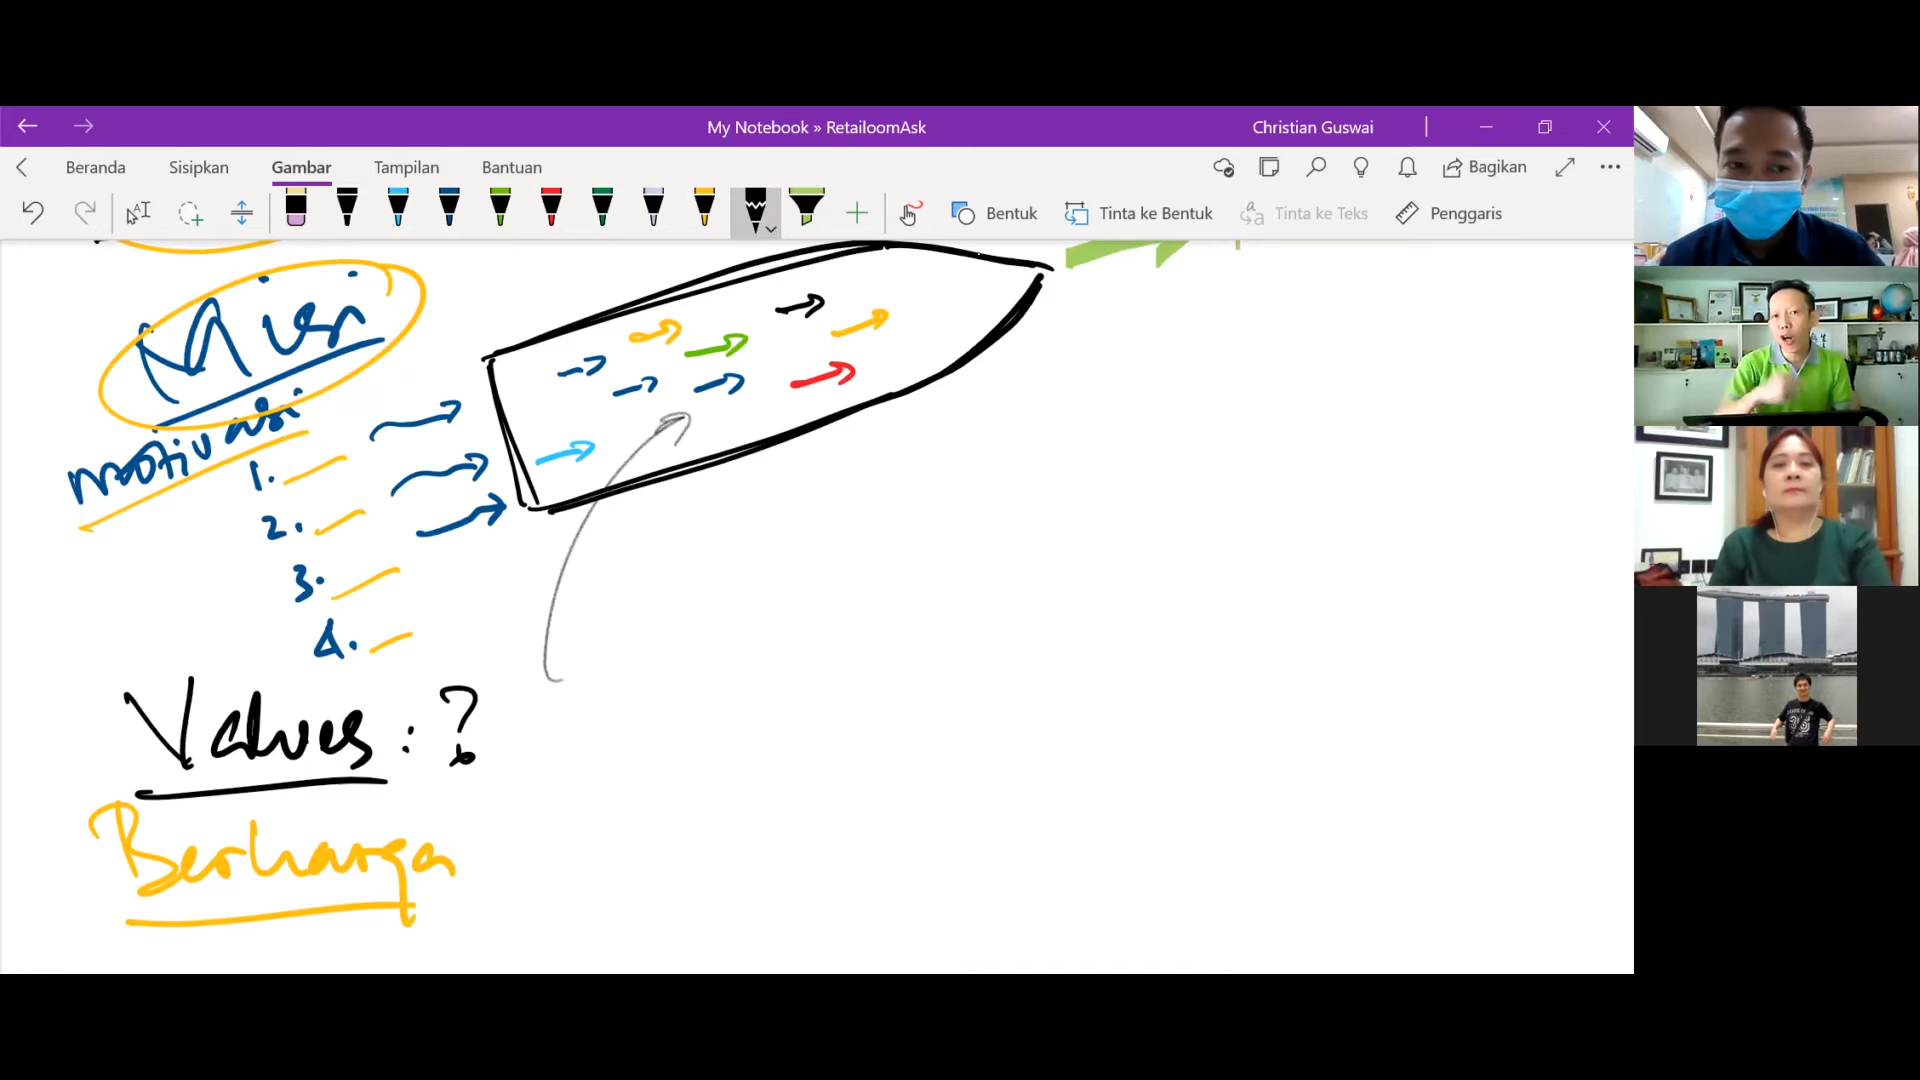 My Notebook » RetailoomAsk
Christian Guswai
Beranda Sisipkan Gambar Tampilan Bantuan
Bagikan
Bentuk Tinta ke Bentuk Tinta ke Teks Penggaris
Misi
motivasi
1.
2.
3.
4.
Values : ?
Berharga